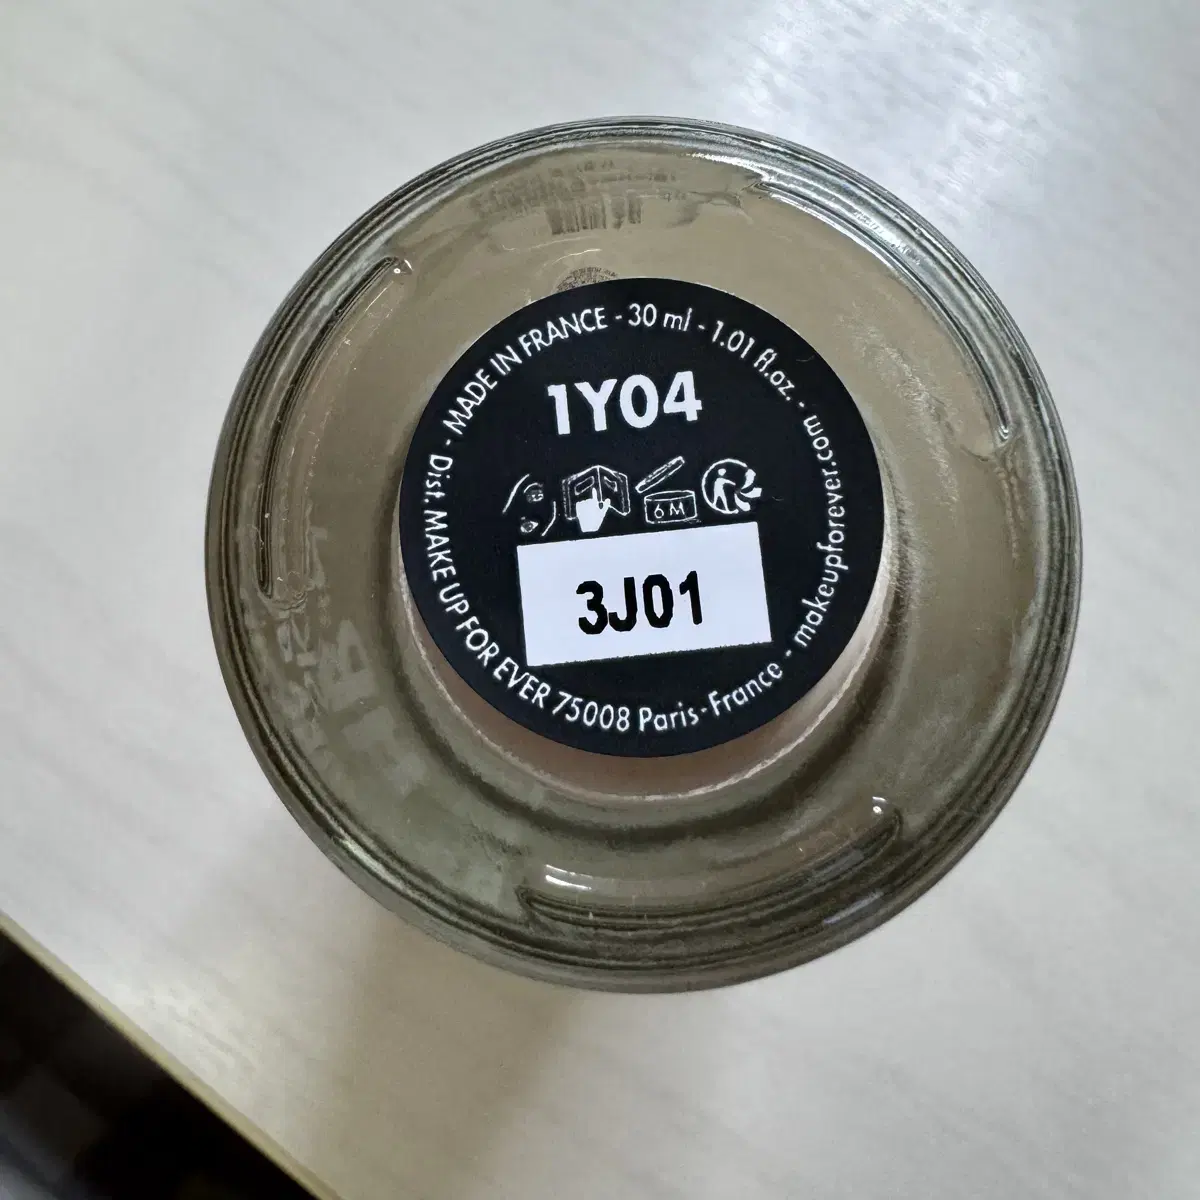 MADE IN FRANCE - 30 ml - 1.01 fl.oz. - makeupforever.com - Dist. MAKE UP FOR EVER 75008 Paris-France -
1Y04
6M
3J01